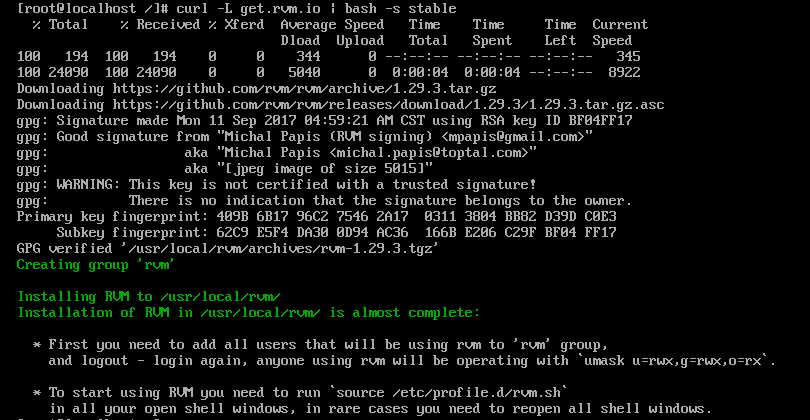 [root@localhost /]# curl -L get.rvm.io | bash -s stable
% Total % Received % Xferd Average Speed Time Time Time Current
Dload Upload Total Spent Left Speed
100 194 100 194 0 0 344 0 --:--:-- --:--:-- --:--:-- 345
100 24090 100 24090 0 0 5040 0 0:00:04 0:00:04 --:--:-- 8922
Downloading https://github.com/rvm/rvm/archive/1.29.3.tar.gz
Downloading https://github.com/rvm/rvm/releases/download/1.29.3/1.29.3.tar.gz.asc
gpg: Signature made Mon 11 Sep 2017 04:59:21 AM CST using RSA key ID BF04FF17
gpg: Good signature from "Michal Papis (RVM signing) <mpapis@gmail.com>"
gpg: aka "Michal Papis <michal.papis@toptal.com>"
gpg: aka "[jpeg image of size 5015]"
gpg: WARNING: This key is not certified with a trusted signature!
gpg: There is no indication that the signature belongs to the owner.
Primary key fingerprint: 409B 6B17 96C2 7546 2A17 0311 3804 BB82 D39D C0E3
Subkey fingerprint: 62C9 E5F4 DA30 0D94 AC36 166B E206 C29F BF04 FF17
GPG verified '/usr/local/rvm/archives/rvm-1.29.3.tgz'
Creating group 'rvm'
Installing RVM to /usr/local/rvm/
Installation of RVM in /usr/local/rvm/ is almost complete:
* First you need to add all users that will be using rvm to 'rvm' group,
and logout - login again, anyone using rvm will be operating with `umask u=rwx,g=rwx,o=rx`.
* To start using RVM you need to run `source /etc/profile.d/rvm.sh`
in all your open shell windows, in rare cases you need to reopen all shell windows.